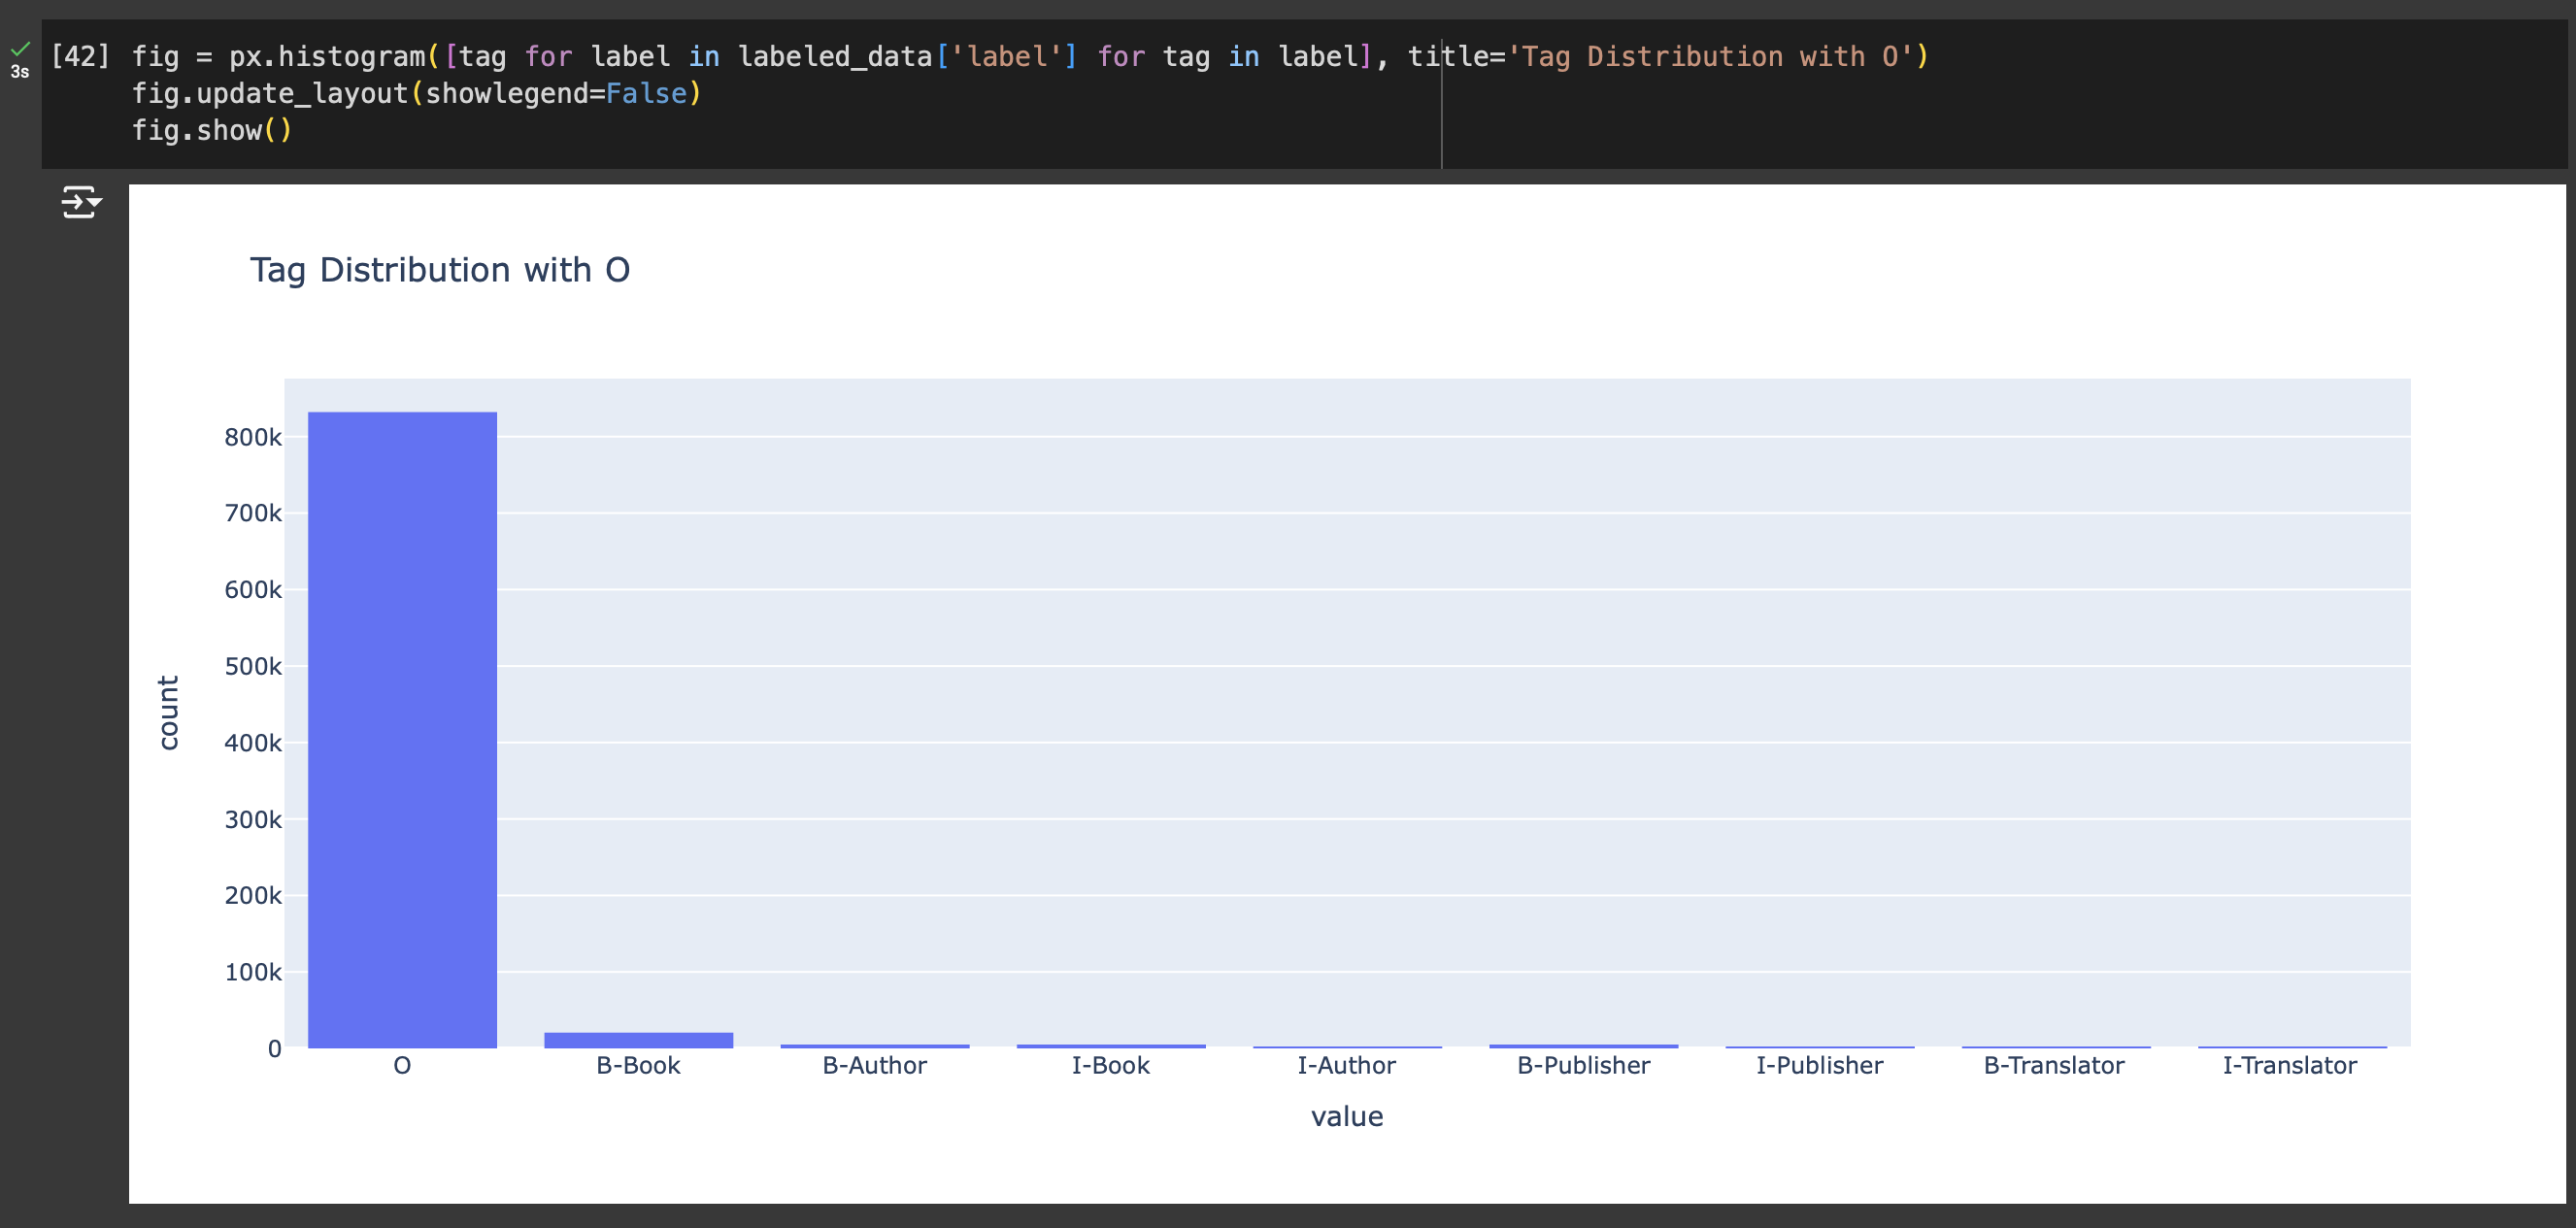 3s
[42] fig = px.histogram([tag for label in labeled_data['label'] for tag in label], title='Tag Distribution with O')
fig.update_layout(showlegend=False)
fig.show()
Tag Distribution with O
800k
700k
600k
500k
400k
300k
200k
100k
0
count
O B-Book B-Author I-Book I-Author B-Publisher I-Publisher B-Translator I-Translator
value